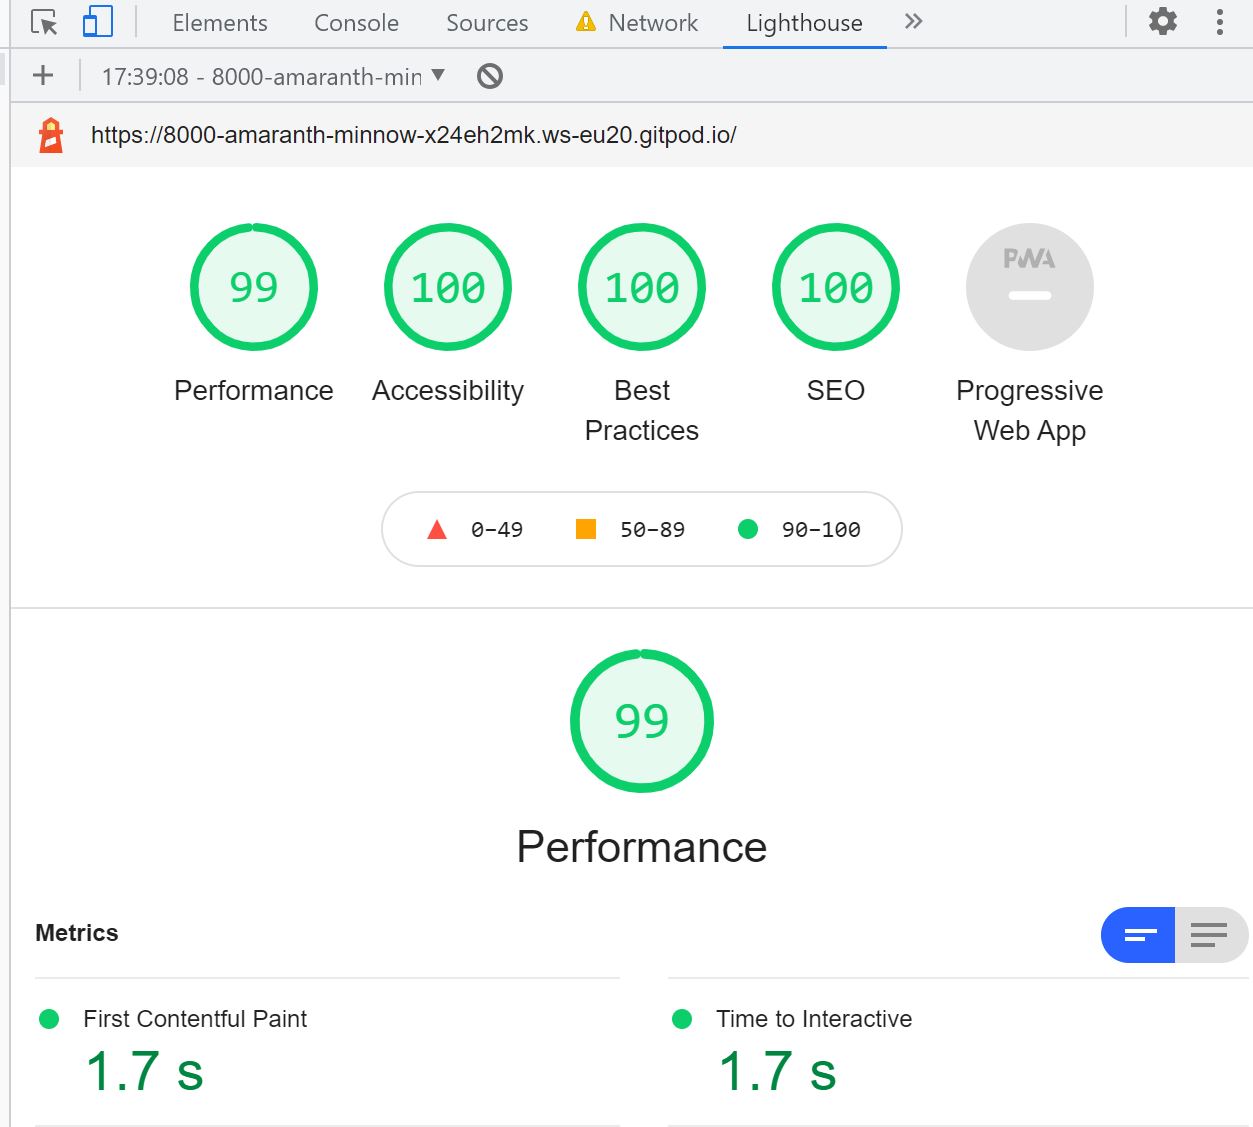 Elements Console Sources Network Lighthouse
17:39:08 - 8000-amaranth-min
https://8000-amaranth-minnow-x24eh2mk.ws-eu20.gitpod.io/
99 100 100 100 PWA
Performance Accessibility Best Practices SEO Progressive Web App
0–49 50–89 90–100
99
Performance
Metrics
First Contentful Paint Time to Interactive
1.7 s 1.7 s